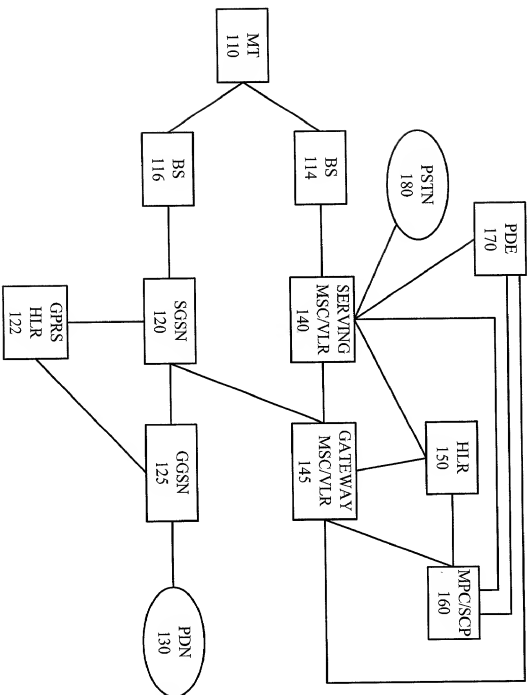 PDE
170
PSTN
180
HLR
150
MPC/SCP
160
MT
110
BS
114
SERVING
MSC/VLR
140
GATEWAY
MSC/VLR
145
BS
116
SGSN
120
GGSN
125
PDN
130
GPRS
HLR
122